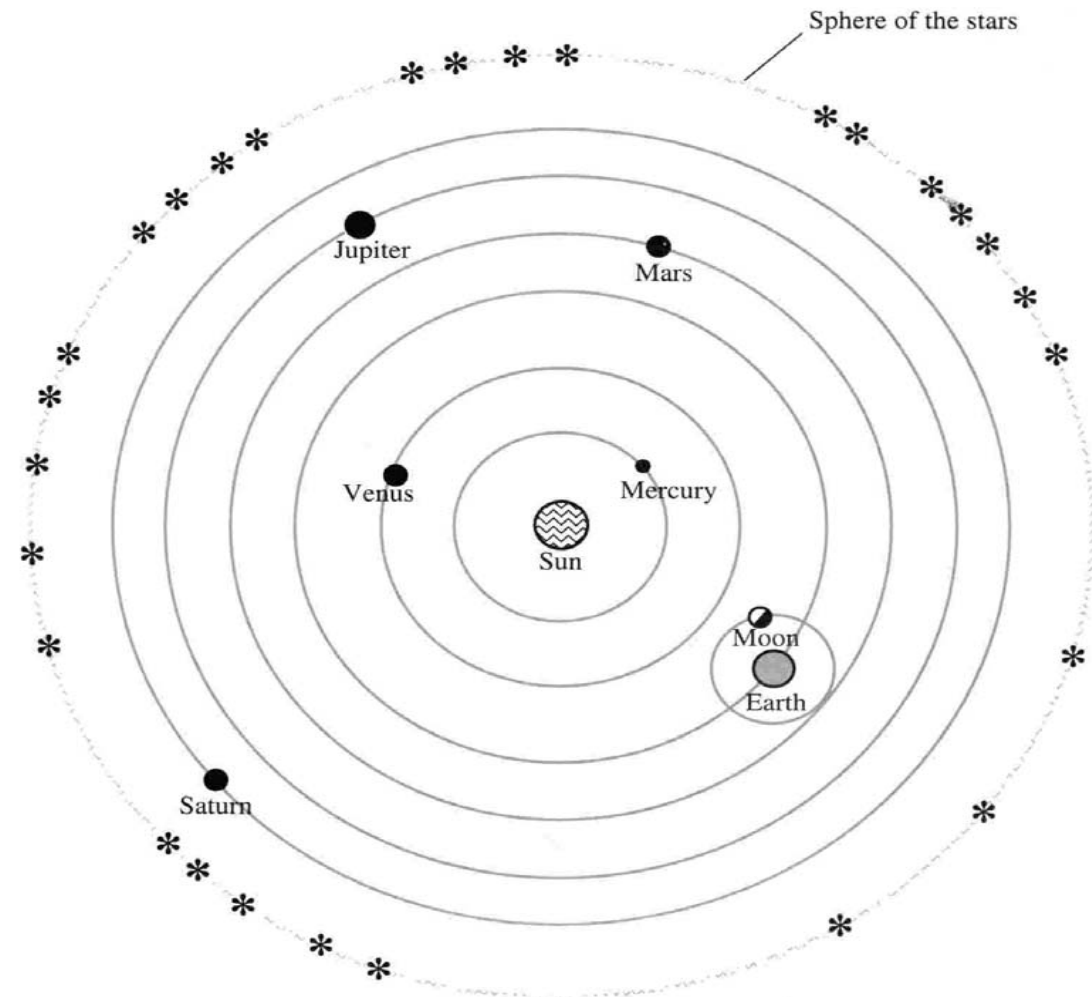 Sphere of the stars
Jupiter
Mars
Venus
Mercury
Sun
Moon
Earth
Saturn